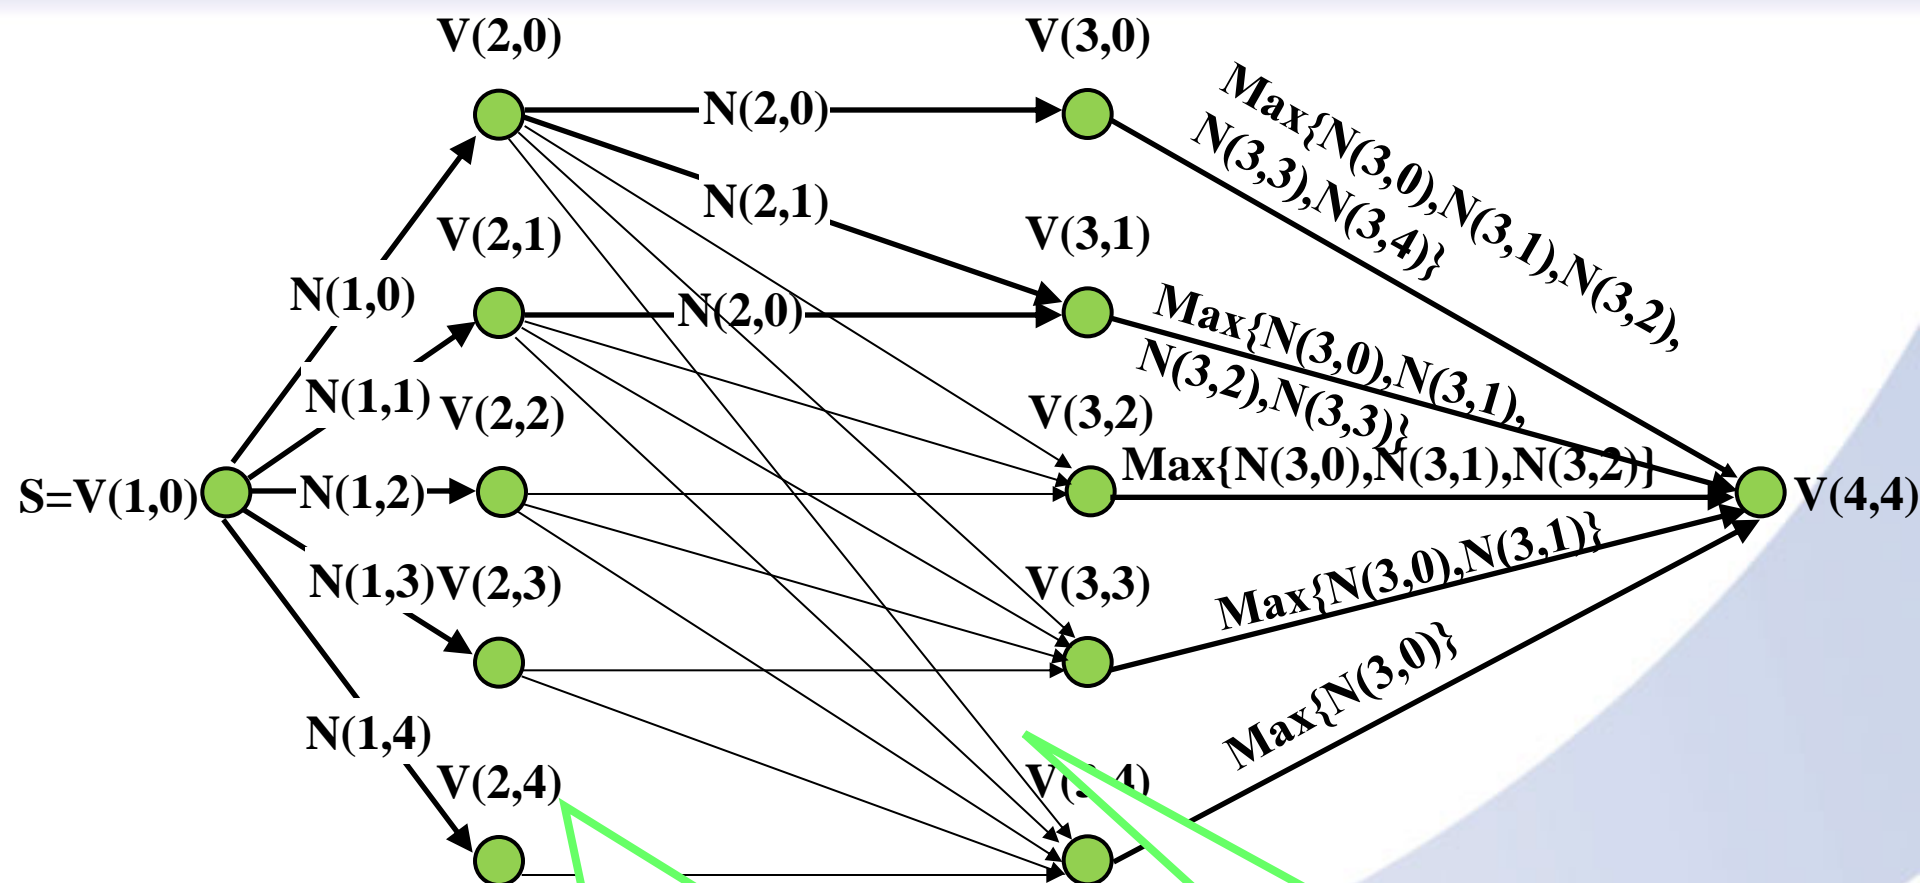 V(2,0)
V(3,0)
Max{N(3,0),N(3,1),N(3,2),
N(3,3),N(3,4)}
N(2,0)
N(2,1)
V(2,1)
V(3,1)
N(1,0)
N(2,0)
Max{N(3,0),N(3,1),
N(3,2),N(3,3)}
N(1,1)
V(2,2)
V(3,2)
Max{N(3,0),N(3,1),N(3,2)}
S=V(1,0)
N(1,2)
V(4,4)
N(1,3)
V(2,3)
V(3,3)
Max{N(3,0),N(3,1)}
Max{N(3,0)}
N(1,4)
V(2,4)
V(3,4)